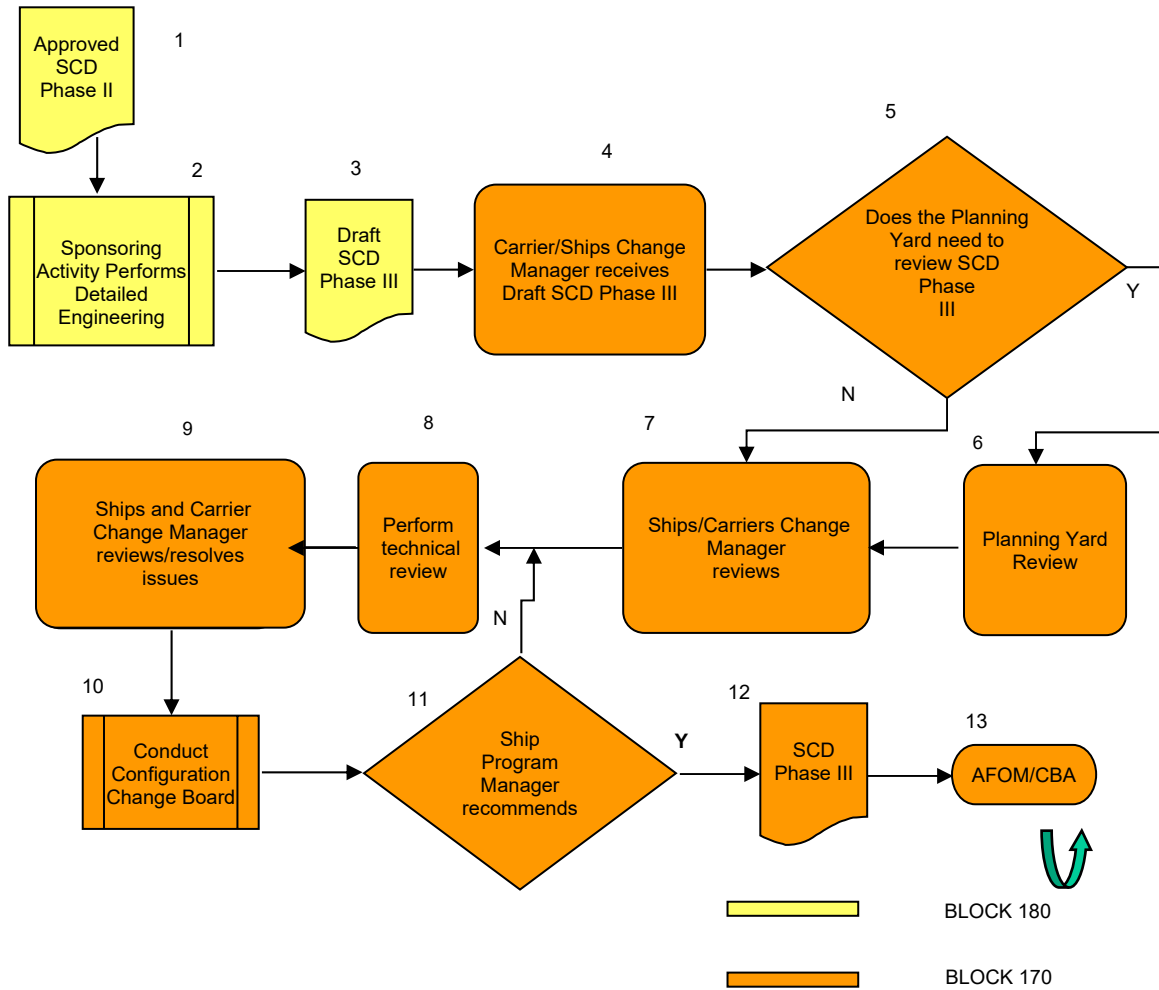 1
Approved
SCD
Phase II
2
Sponsoring
Activity Performs
Detailed
Engineering
3
Draft
SCD
Phase III
4
Carrier/Ships Change
Manager receives
Draft SCD Phase III
5
Does the Planning
Yard need to
review SCD
Phase
III
Y
N
6
Planning Yard
Review
7
Ships/Carriers Change
Manager
reviews
8
Perform
technical
review
9
Ships and Carrier
Change Manager
reviews/resolves
issues
N
10
Conduct
Configuration
Change Board
11
Ship
Program
Manager
recommends
Y
12
SCD
Phase III
13
AFOM/CBA
BLOCK 180
BLOCK 170